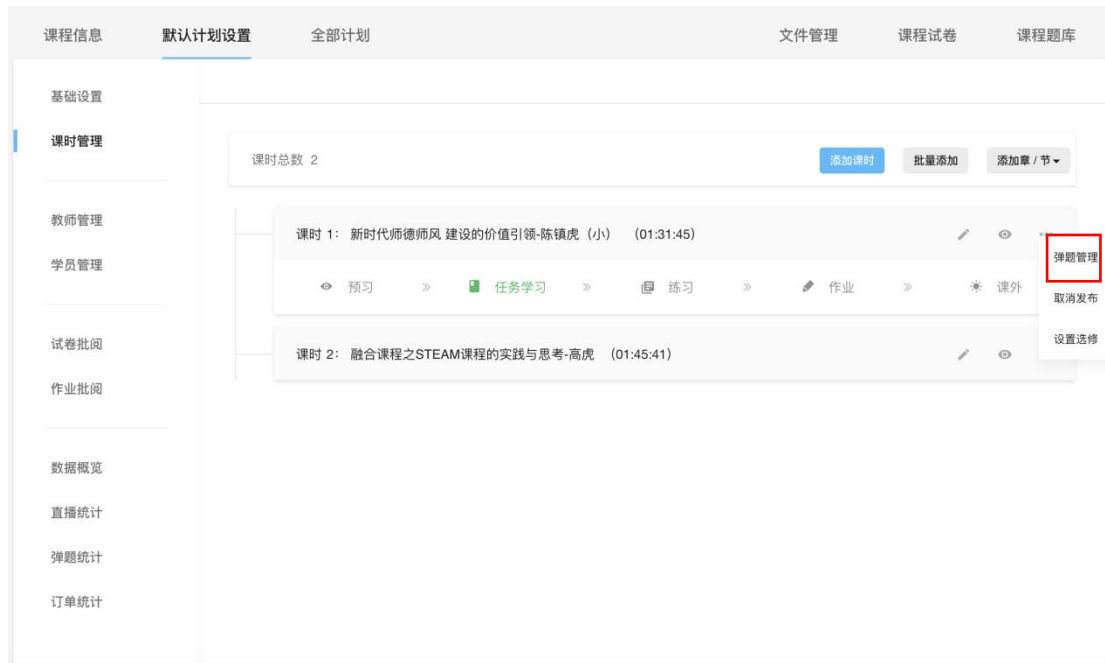 课程信息 默认计划设置 全部计划 文件管理 课程试卷 课程题库
基础设置
课时管理
教师管理
学员管理
试卷批阅
作业批阅
数据概览
直播统计
弹题统计
订单统计
课时总数 2 添加课时 批量添加 添加章 / 节
课时 1： 新时代师德师风 建设的价值引领-陈镇虎（小） （01:31:45）
预习 » 任务学习 » 练习 » 作业 » 课外
课时 2： 融合课程之STEAM课程的实践与思考-高虎 （01:45:41）
弹题管理
取消发布
设置选修